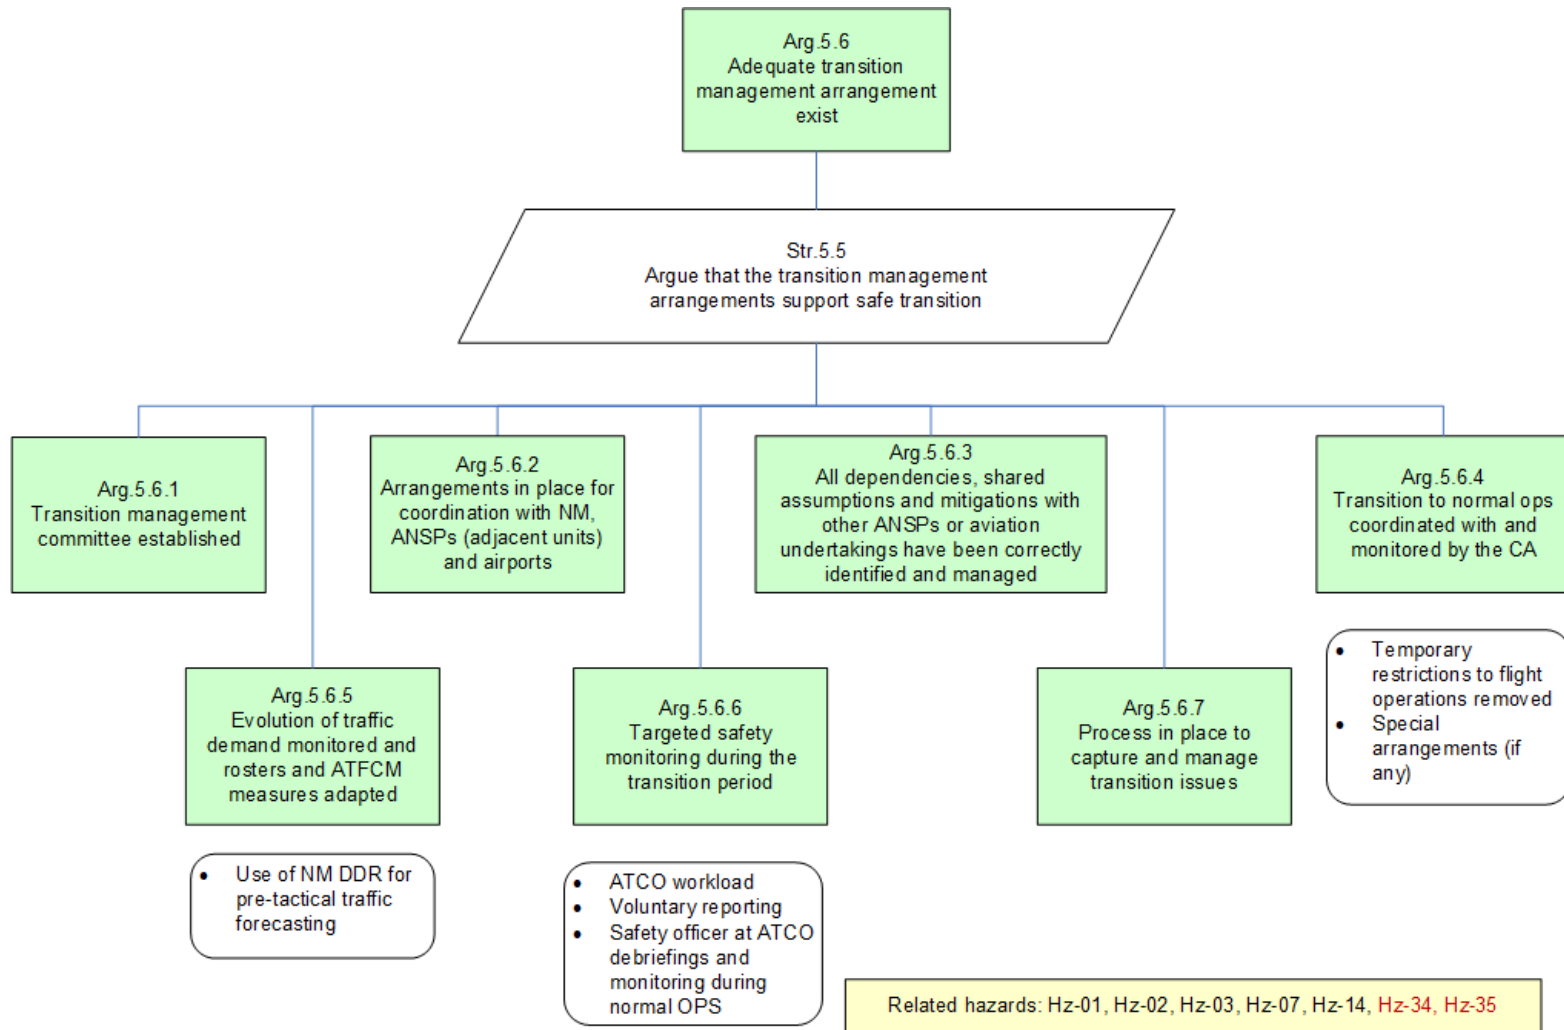 Arg.5.6
Adequate transition
management arrangement
exist
Str.5.5
Argue that the transition management
arrangements support safe transition
Arg.5.6.1
Transition management
committee established
Arg.5.6.2
Arrangements in place for
coordination with NM,
ANSPs (adjacent units)
and airports
Arg.5.6.3
All dependencies, shared
assumptions and mitigations with
other ANSPs or aviation
undertakings have been correctly
identified and managed
Arg.5.6.4
Transition to normal ops
coordinated with and
monitored by the CA
• Temporary
restrictions to flight
operations removed
• Special
arrangements (if
any)
Arg.5.6.5
Evolution of traffic
demand monitored and
rosters and ATFCM
measures adapted
Arg.5.6.6
Targeted safety
monitoring during the
transition period
Arg.5.6.7
Process in place to
capture and manage
transition issues
• Use of NM DDR for
pre-tactical traffic
forecasting
• ATCO workload
• Voluntary reporting
• Safety officer at ATCO
debriefings and
monitoring during
normal OPS
Related hazards: Hz-01, Hz-02, Hz-03, Hz-07, Hz-14, Hz-34, Hz-35